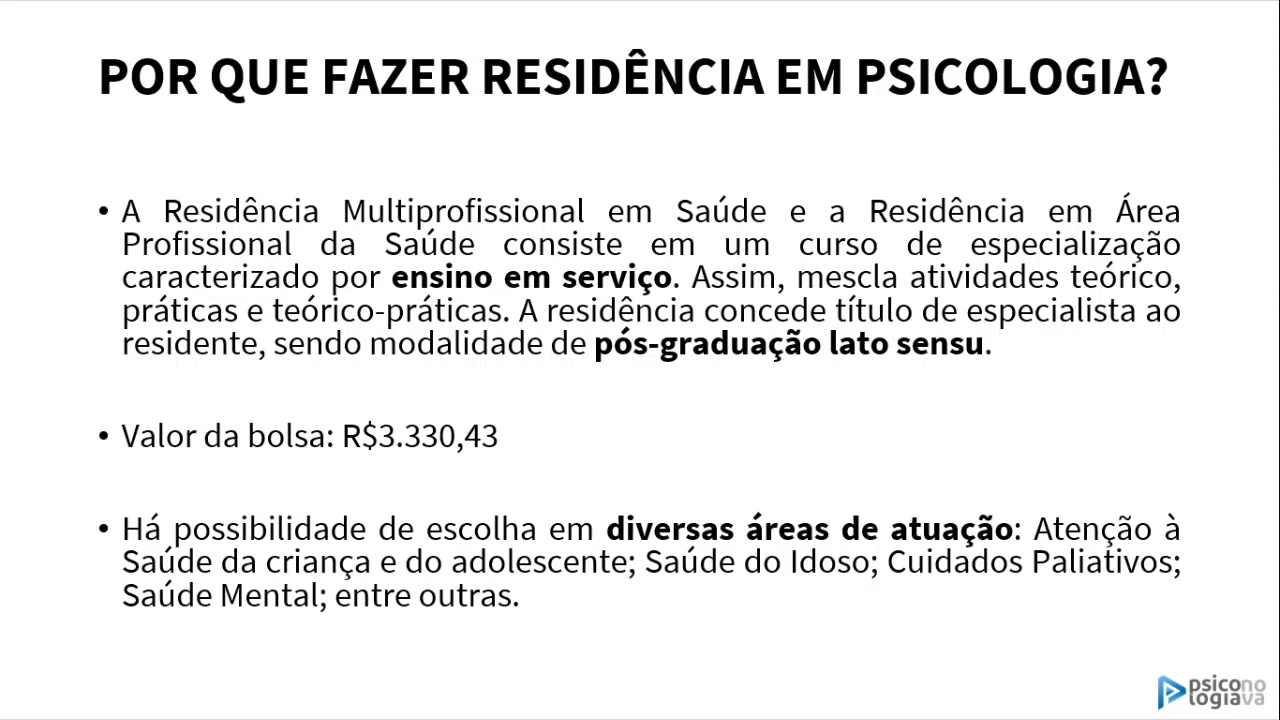 POR QUE FAZER RESIDÊNCIA EM PSICOLOGIA?
• A Residência Multiprofissional em Saúde e a Residência em Área
Profissional da Saúde consiste em um curso de especialização
caracterizado por ensino em serviço. Assim, mescla atividades teórico,
práticas e teórico-práticas. A residência concede título de especialista ao
residente, sendo modalidade de pós-graduação lato sensu.
• Valor da bolsa: R$3.330,43
• Há possibilidade de escolha em diversas áreas de atuação: Atenção à
Saúde da criança e do adolescente; Saúde do Idoso; Cuidados Paliativos;
Saúde Mental; entre outras.
psicono
logiava